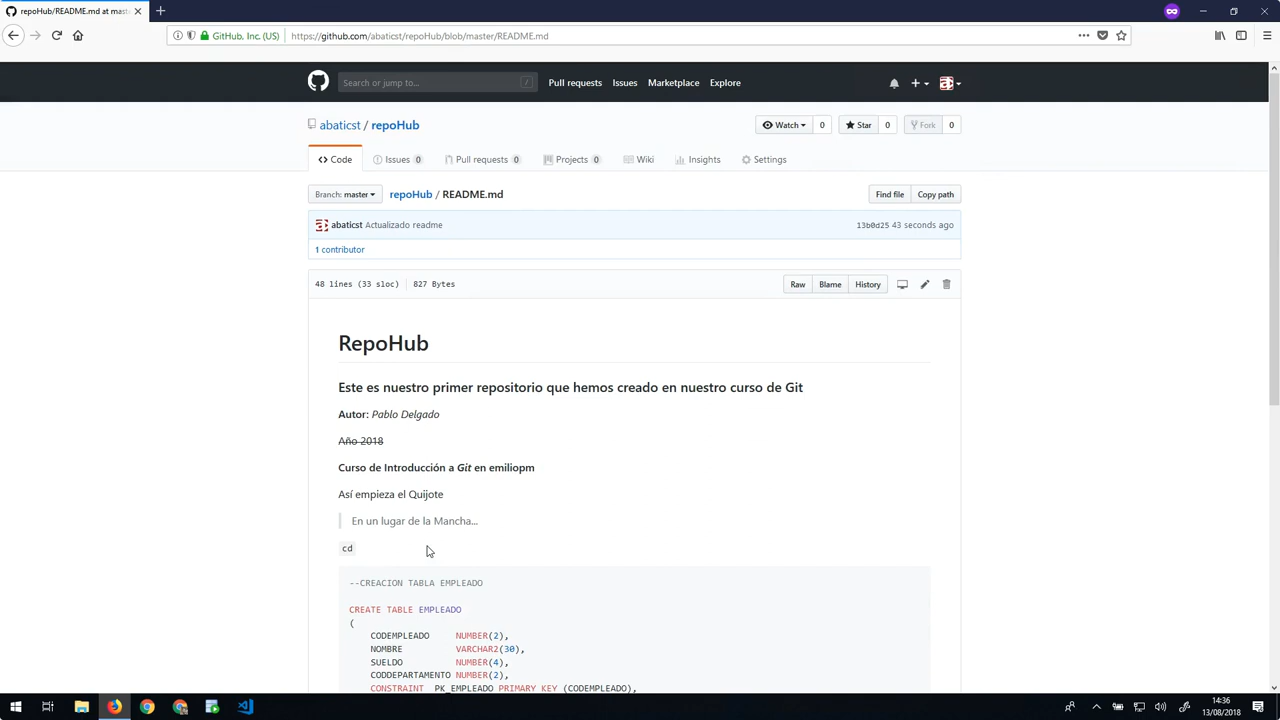 repoHub/README.md at mast
GitHub, Inc. (US)
https://github.com/abaticst/repoHub/blob/master/README.md
Search or jump to...
/
Pull requests
Issues
Marketplace
Explore
abaticst / repoHub
Watch 0
Star 0
Fork 0
Code
Issues 0
Pull requests 0
Projects 0
Wiki
Insights
Settings
Branch: master
repoHub / README.md
Find file
Copy path
abaticst Actualizado readme
13b0d25 43 seconds ago
1 contributor
48 lines (33 sloc)
827 Bytes
Raw
Blame
History
RepoHub
Este es nuestro primer repositorio que hemos creado en nuestro curso de Git
Autor: Pablo Delgado
Año 2018
Curso de Introducción a Git en emiliopm
Así empieza el Quijote
En un lugar de la Mancha...
cd
--CREACION TABLA EMPLEADO
CREATE TABLE EMPLEADO
(
CODEMPLEADO NUMBER(2),
NOMBRE VARCHAR2(30),
SUELDO NUMBER(4),
CODDEPARTAMENTO NUMBER(2),
CONSTRAINT PK_EMPLEADO PRIMARY KEY (CODEMPLEADO),
14:36
13/08/2018